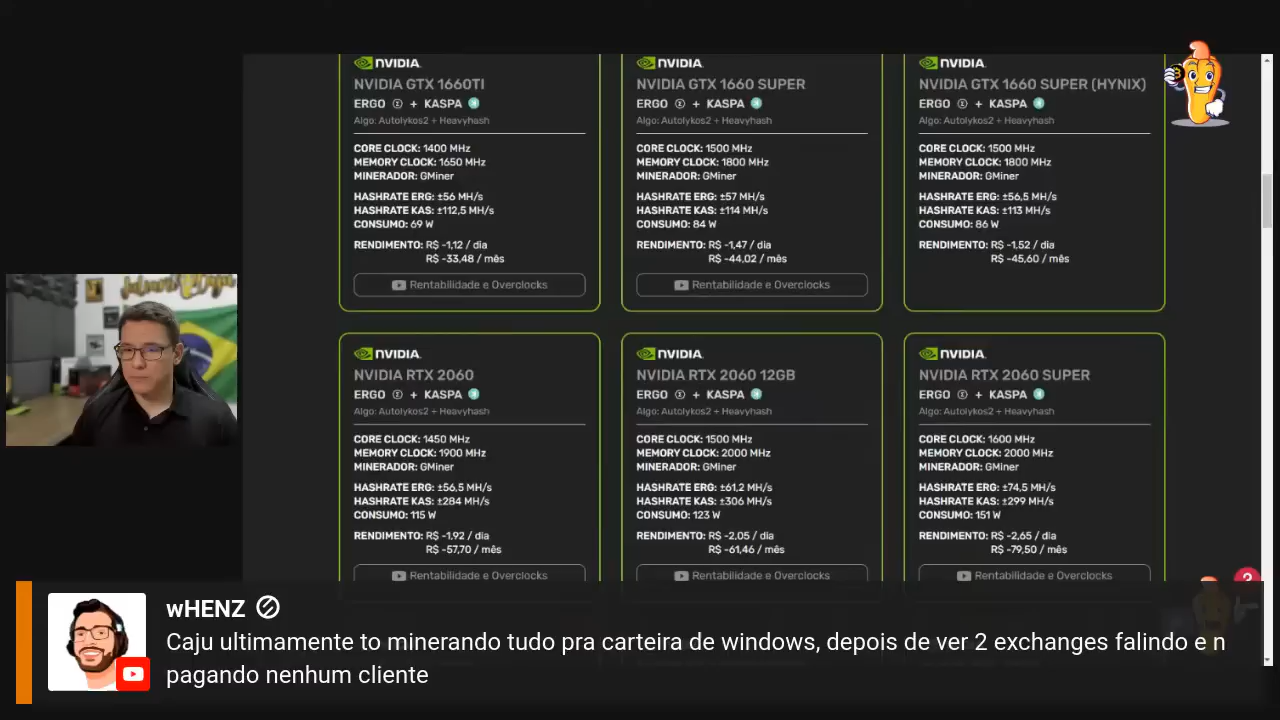 NVIDIA.
NVIDIA GTX 1660TI
ERGO + KASPA
Algo: Autolykos2 + Heavyhash
CORE CLOCK: 1400 MHz
MEMORY CLOCK: 1650 MHz
MINERADOR: GMiner
HASHRATE ERG: ±56 MH/s
HASHRATE KAS: ±112,5 MH/s
CONSUMO: 69 W
RENDIMENTO: R$ -1,12 / dia
R$ -33,48 / mês
Rentabilidade e Overclocks
NVIDIA.
NVIDIA GTX 1660 SUPER
ERGO + KASPA
Algo: Autolykos2 + Heavyhash
CORE CLOCK: 1500 MHz
MEMORY CLOCK: 1800 MHz
MINERADOR: GMiner
HASHRATE ERG: ±57 MH/s
HASHRATE KAS: ±114 MH/s
CONSUMO: 84 W
RENDIMENTO: R$ -1,47 / dia
R$ -44,02 / mês
Rentabilidade e Overclocks
NVIDIA.
NVIDIA GTX 1660 SUPER (HYNIX)
ERGO + KASPA
Algo: Autolykos2 + Heavyhash
CORE CLOCK: 1500 MHz
MEMORY CLOCK: 1800 MHz
MINERADOR: GMiner
HASHRATE ERG: ±56,5 MH/s
HASHRATE KAS: ±113 MH/s
CONSUMO: 86 W
RENDIMENTO: R$ -1,52 / dia
R$ -45,60 / mês
NVIDIA.
NVIDIA RTX 2060
ERGO + KASPA
Algo: Autolykos2 + Heavyhash
CORE CLOCK: 1450 MHz
MEMORY CLOCK: 1900 MHz
MINERADOR: GMiner
HASHRATE ERG: ±56,5 MH/s
HASHRATE KAS: ±284 MH/s
CONSUMO: 115 W
RENDIMENTO: R$ -1,92 / dia
R$ -57,70 / mês
Rentabilidade e Overclocks
NVIDIA.
NVIDIA RTX 2060 12GB
ERGO + KASPA
Algo: Autolykos2 + Heavyhash
CORE CLOCK: 1500 MHz
MEMORY CLOCK: 2000 MHz
MINERADOR: GMiner
HASHRATE ERG: ±61,2 MH/s
HASHRATE KAS: ±306 MH/s
CONSUMO: 123 W
RENDIMENTO: R$ -2,05 / dia
R$ -61,46 / mês
Rentabilidade e Overclocks
NVIDIA.
NVIDIA RTX 2060 SUPER
ERGO + KASPA
Algo: Autolykos2 + Heavyhash
CORE CLOCK: 1600 MHz
MEMORY CLOCK: 2000 MHz
MINERADOR: GMiner
HASHRATE ERG: ±74,5 MH/s
HASHRATE KAS: ±299 MH/s
CONSUMO: 151 W
RENDIMENTO: R$ -2,65 / dia
R$ -79,50 / mês
Rentabilidade e Overclocks
wHENZ
Caju ultimamente to minerando tudo pra carteira de windows, depois de ver 2 exchanges falindo e n
pagando nenhum cliente